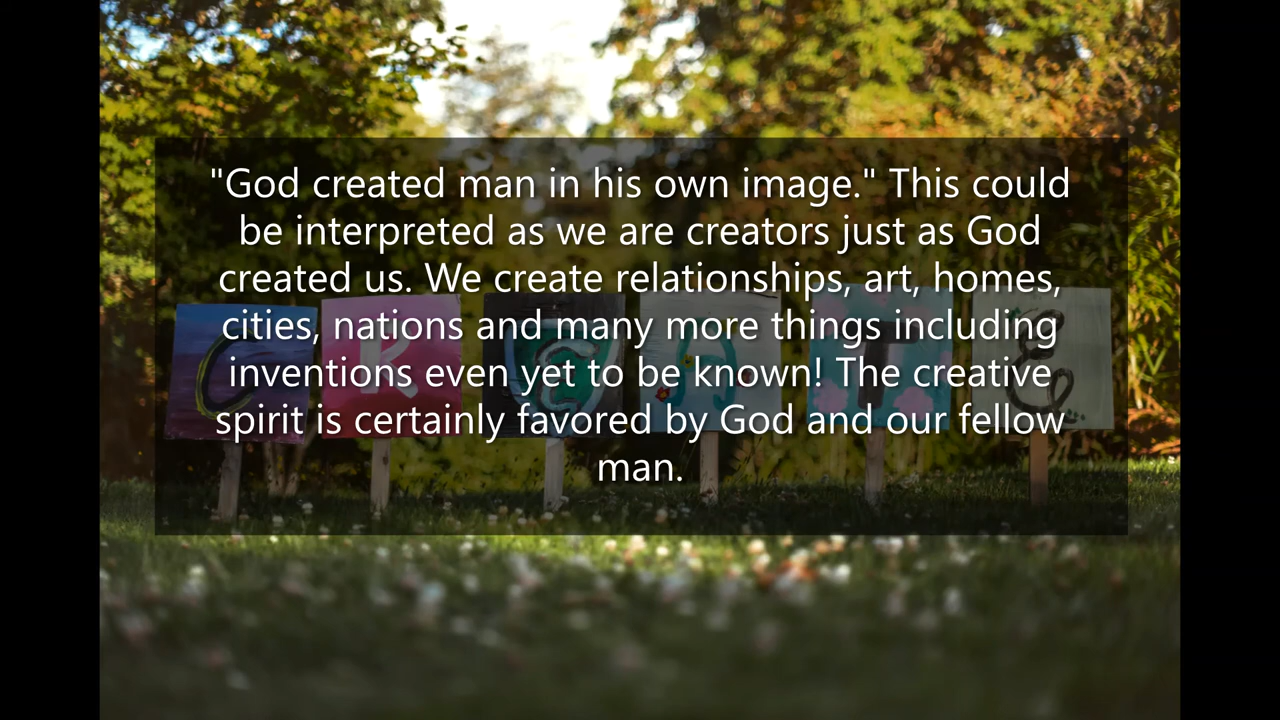 "God created man in his own image." This could
be interpreted as we are creators just as God
created us. We create relationships, art, homes,
cities, nations and many more things including
inventions even yet to be known! The creative
spirit is certainly favored by God and our fellow
man.
C R E A T E